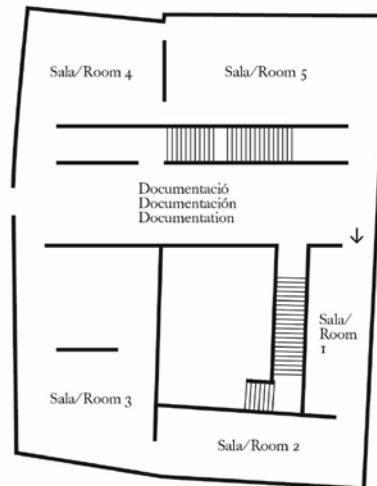 Sala/Room 4
Sala/Room 5
Documentació
Documentación
Documentation
Sala/
Room
1
Sala/Room 3
Sala/Room 2